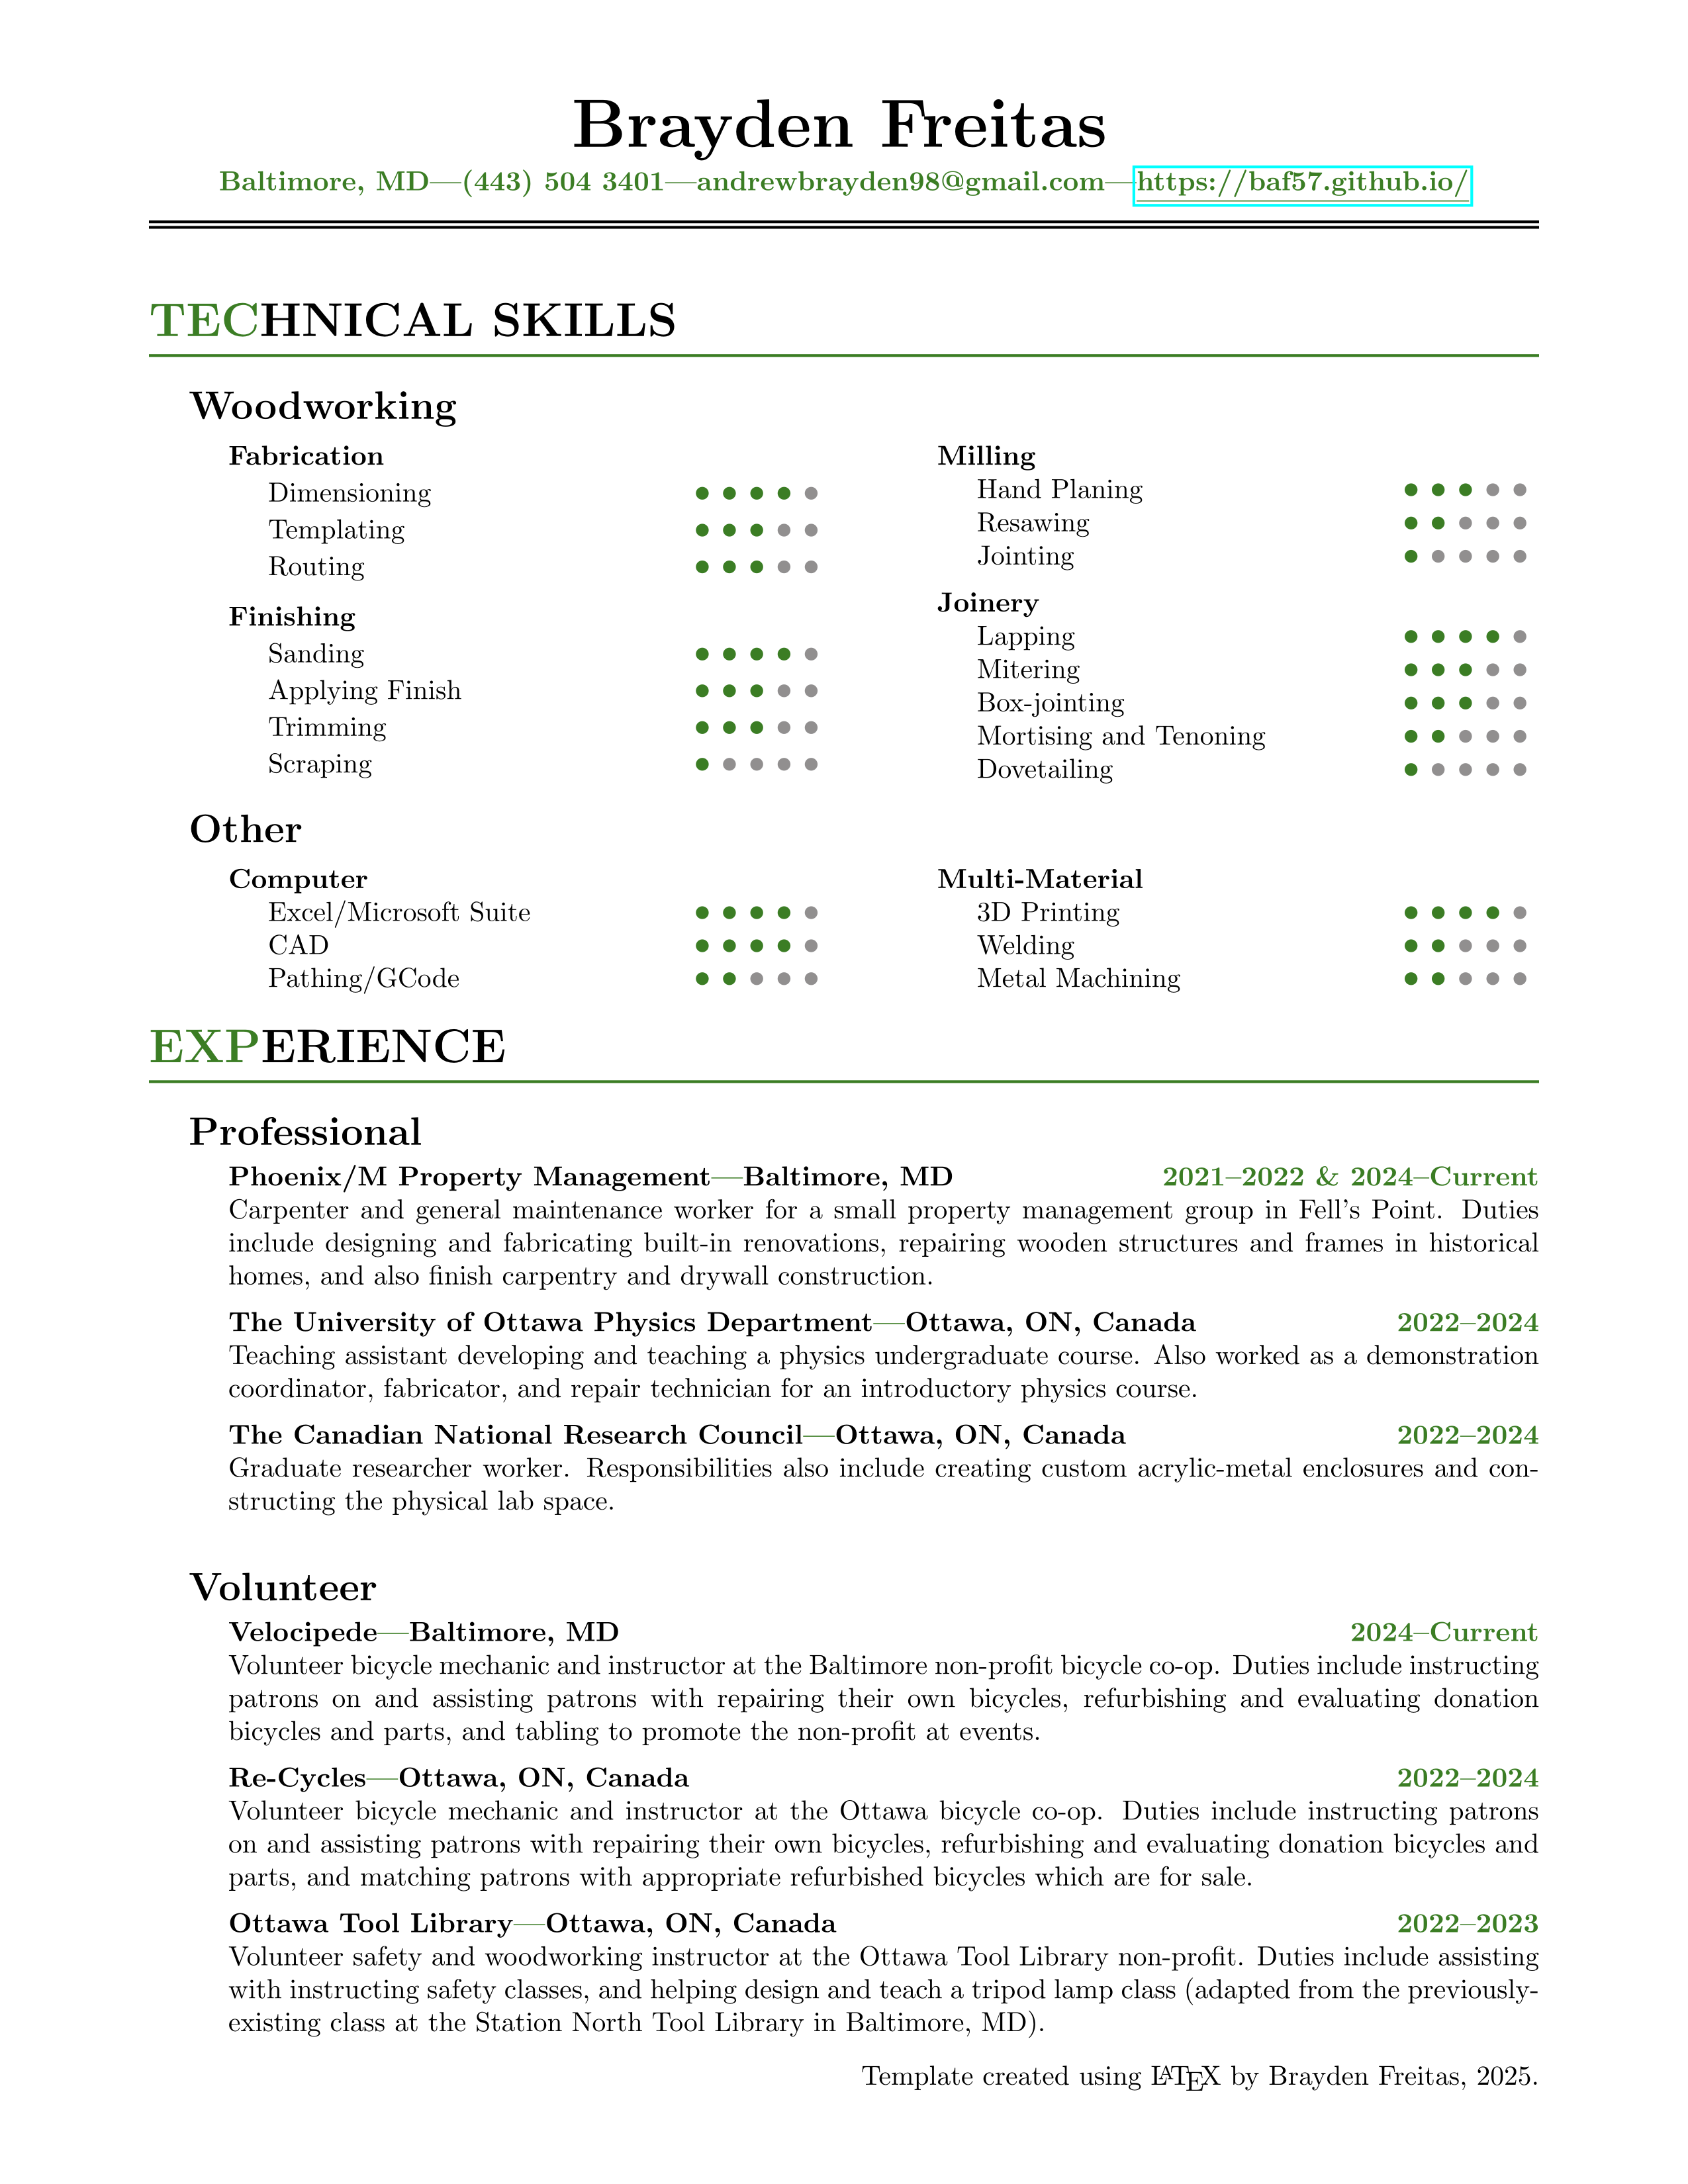 Brayden Freitas
Baltimore, MD—(443) 504 3401—andrewbrayden98@gmail.com—https://baf57.github.io/
TECHNICAL SKILLS
Woodworking
Fabrication
Dimensioning
Templating
Routing
Finishing
Sanding
Applying Finish
Trimming
Scraping
Milling
Hand Planing
Resawing
Jointing
Joinery
Lapping
Mitering
Box-jointing
Mortising and Tenoning
Dovetailing
Other
Computer
Excel/Microsoft Suite
CAD
Pathing/GCode
Multi-Material
3D Printing
Welding
Metal Machining
EXPERIENCE
Professional
Phoenix/M Property Management—Baltimore, MD 2021–2022 & 2024–Current
Carpenter and general maintenance worker for a small property management group in Fell's Point. Duties
include designing and fabricating built-in renovations, repairing wooden structures and frames in historical
homes, and also finish carpentry and drywall construction.
The University of Ottawa Physics Department—Ottawa, ON, Canada 2022–2024
Teaching assistant developing and teaching a physics undergraduate course. Also worked as a demonstration
coordinator, fabricator, and repair technician for an introductory physics course.
The Canadian National Research Council—Ottawa, ON, Canada 2022–2024
Graduate researcher worker. Responsibilities also include creating custom acrylic-metal enclosures and con-
structing the physical lab space.
Volunteer
Velocipede—Baltimore, MD 2024–Current
Volunteer bicycle mechanic and instructor at the Baltimore non-profit bicycle co-op. Duties include instructing
patrons on and assisting patrons with repairing their own bicycles, refurbishing and evaluating donation
bicycles and parts, and tabling to promote the non-profit at events.
Re-Cycles—Ottawa, ON, Canada 2022–2024
Volunteer bicycle mechanic and instructor at the Ottawa bicycle co-op. Duties include instructing patrons
on and assisting patrons with repairing their own bicycles, refurbishing and evaluating donation bicycles and
parts, and matching patrons with appropriate refurbished bicycles which are for sale.
Ottawa Tool Library—Ottawa, ON, Canada 2022–2023
Volunteer safety and woodworking instructor at the Ottawa Tool Library non-profit. Duties include assisting
with instructing safety classes, and helping design and teach a tripod lamp class (adapted from the previously-
existing class at the Station North Tool Library in Baltimore, MD).
Template created using LATEX by Brayden Freitas, 2025.